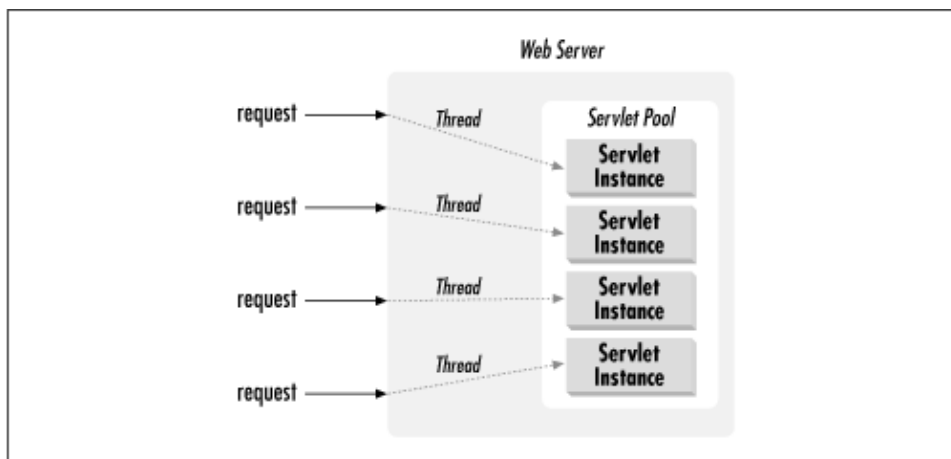 Web Server
request
Thread
Servlet Pool
Servlet
Instance
request
Thread
Servlet
Instance
request
Thread
Servlet
Instance
request
Thread
Servlet
Instance